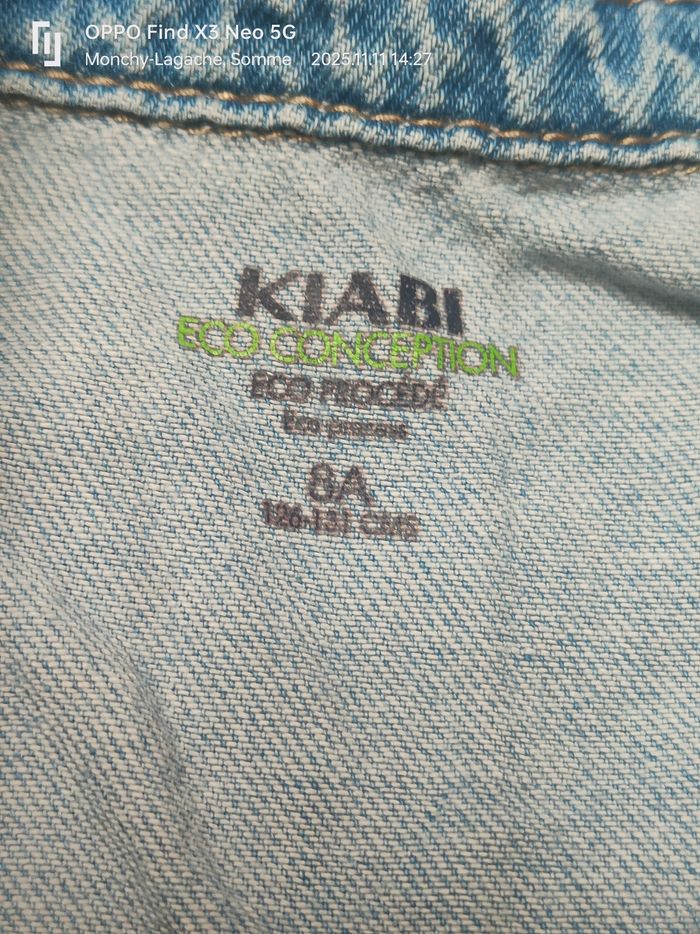 OPPO Find X3 Neo 5G
Monchy-Lagache, Somme 2025.11.11 14:27
KIABI
ECO CONCEPTION
ECO PROCÉDÉ
Eco process
8A
126-131 CMS